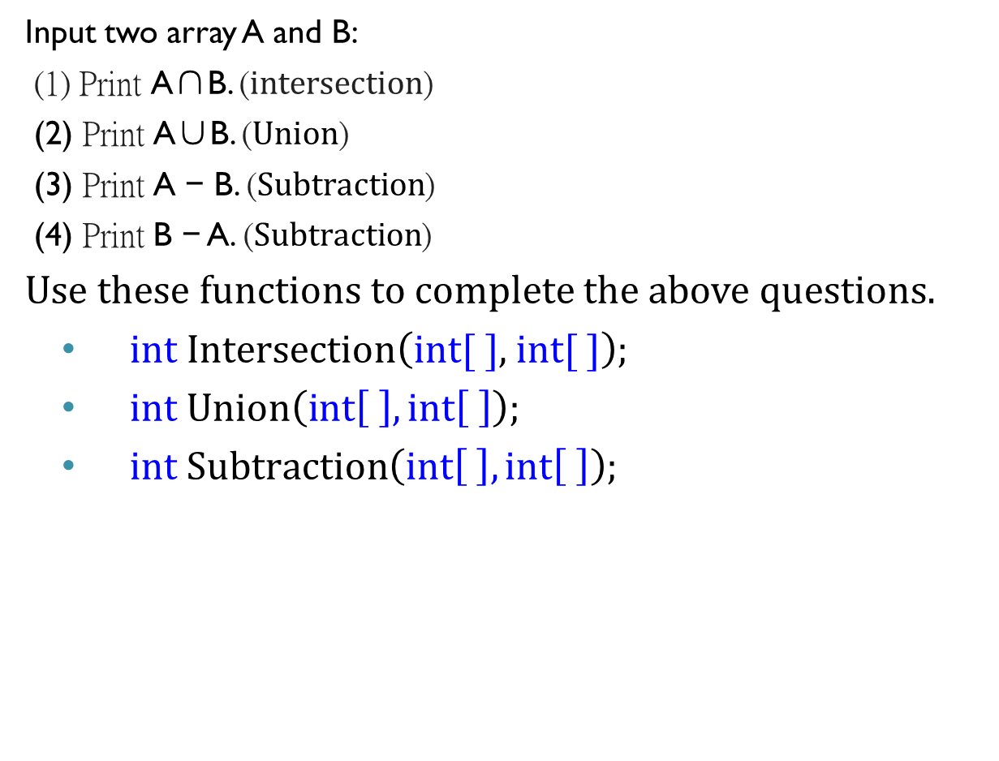 Input two array A and B:
(1) Print A∩B. (intersection)
(2) Print A∪B. (Union)
(3) Print A − B. (Subtraction)
(4) Print B − A. (Subtraction)
Use these functions to complete the above questions.
• int Intersection(int[ ], int[ ]);
• int Union(int[ ], int[ ]);
• int Subtraction(int[ ], int[ ]);